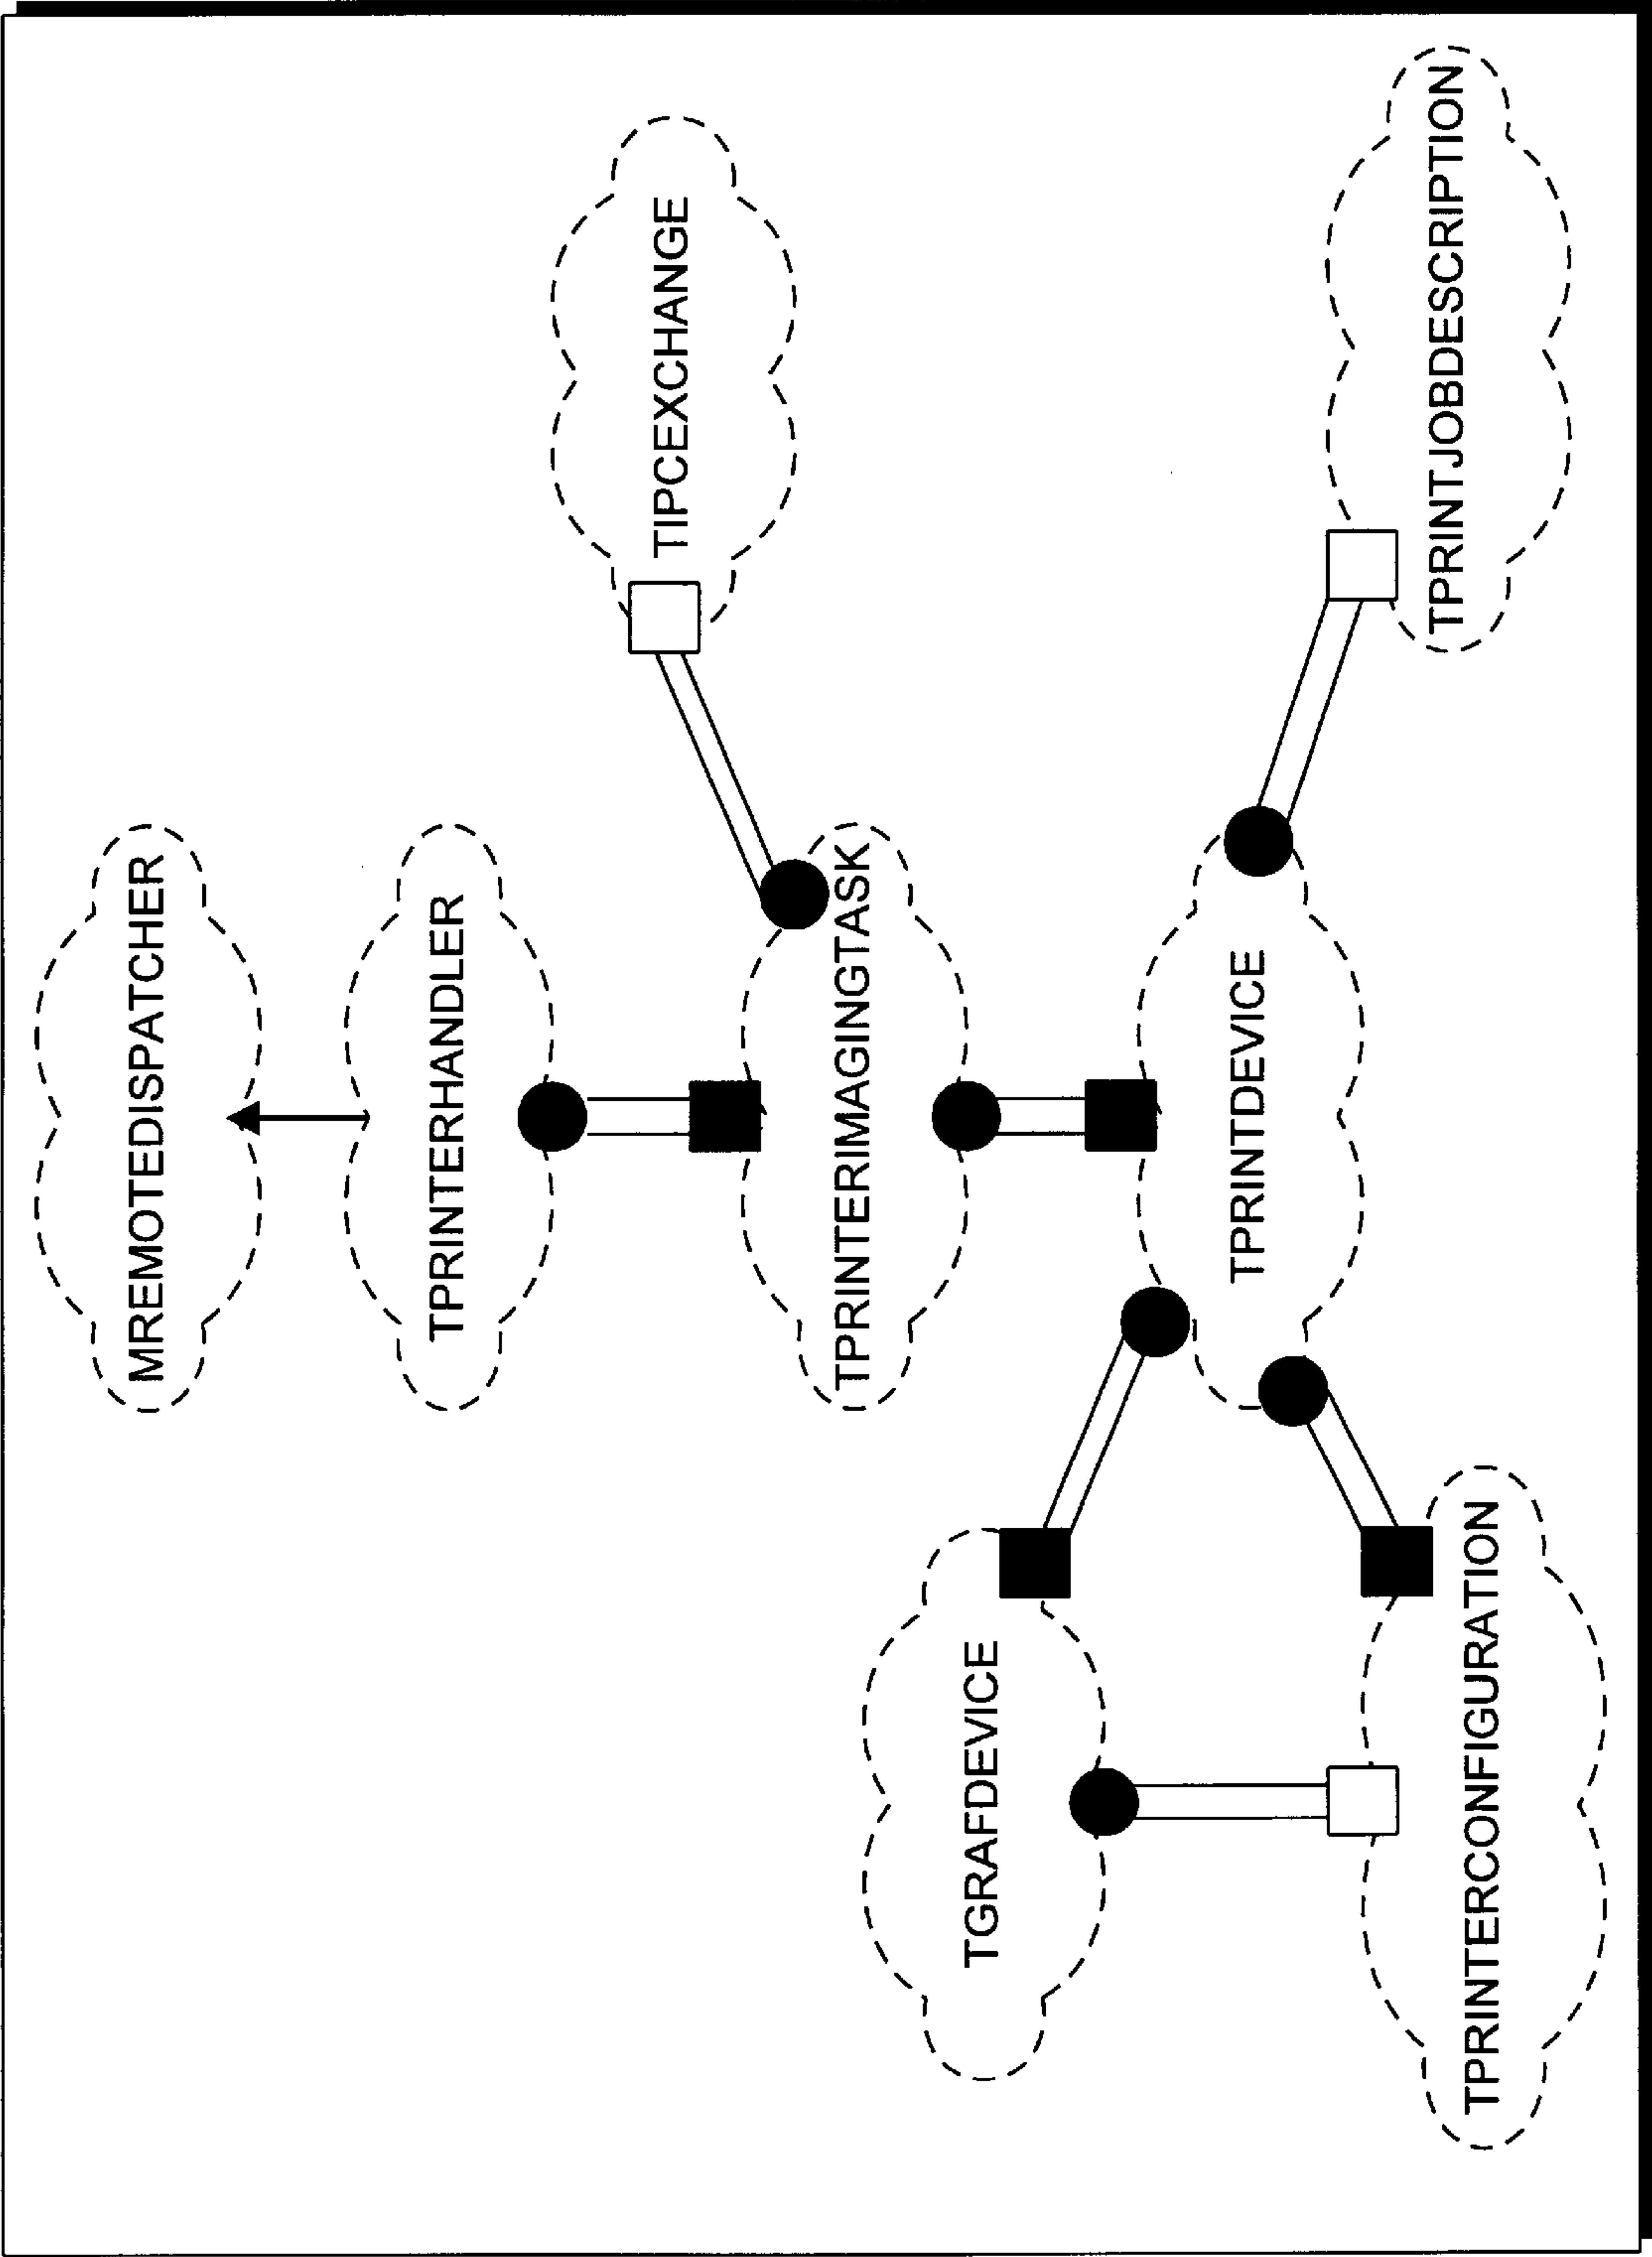 MREMOTEDISPATCHER
TPRINTERHANDLER
TIPCEXCHANGE
TPRINTERIMAGINGTASK
TGRAFDEVICE
TPRINTDEVICE
TPRINTERCONFIGURATION
TPRINTJOBDESCRIPTION